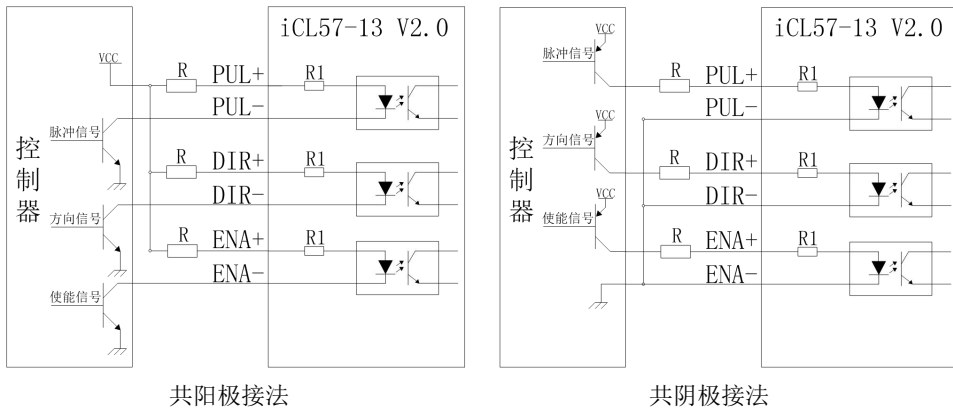 iCL57-13 V2.0
VCC
R
PUL+
R1
PUL-
脉冲信号
控制器
R
DIR+
R1
DIR-
方向信号
R
ENA+
R1
ENA-
使能信号
共阳极接法
iCL57-13 V2.0
VCC
脉冲信号
R
PUL+
R1
PUL-
VCC
方向信号
控制器
R
DIR+
R1
DIR-
VCC
使能信号
R
ENA+
R1
ENA-
共阴极接法